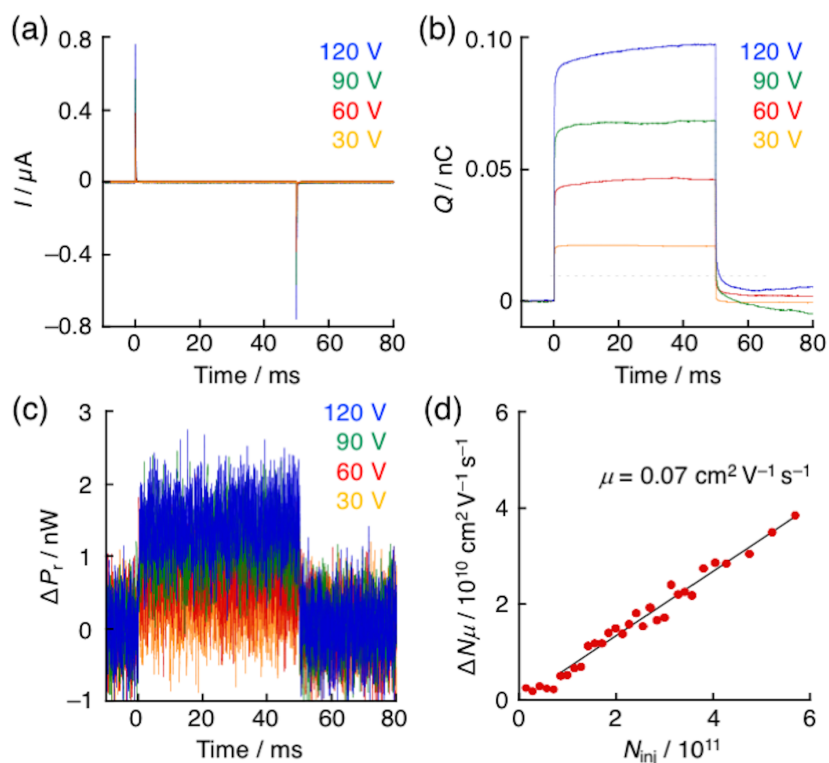 (a)
0.8
0.4
0
−0.4
−0.8
I / μA
120 V
90 V
60 V
30 V
0 20 40 60 80
Time / ms
(b)
0.10
0.05
0
Q / nC
120 V
90 V
60 V
30 V
0 20 40 60 80
Time / ms
(c)
3
2
1
0
−1
ΔPr / nW
120 V
90 V
60 V
30 V
0 20 40 60 80
Time / ms
(d)
6
4
2
0
ΔNμ / 10¹⁰ cm² V⁻¹ s⁻¹
μ = 0.07 cm² V⁻¹ s⁻¹
0 2 4 6
Ninj / 10¹¹